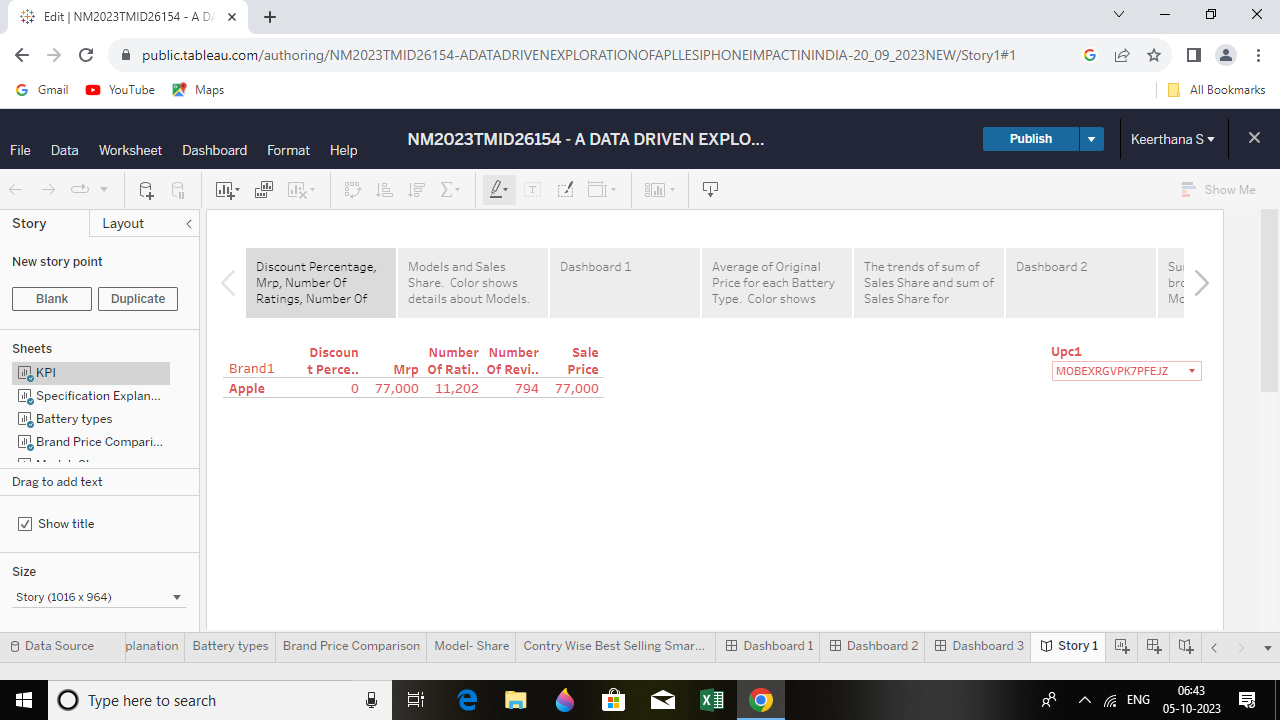 Edit | NM2023TMID26154 - A DA
public.tableau.com/authoring/NM2023TMID26154-ADATADRIVENEXPLORATIONOFAPLLESIPHONEIMPACTININDIA-20_09_2023NEW/Story1#1
Gmail YouTube Maps All Bookmarks
NM2023TMID26154 - A DATA DRIVEN EXPLO...
Publish
Keerthana S
File Data Worksheet Dashboard Format Help
Show Me
Story Layout
New story point
Blank Duplicate
Sheets
KPI
Specification Explan...
Battery types
Brand Price Compari...
Drag to add text
Show title
Size
Story (1016 x 964)
Discount Percentage,
Mrp, Number Of
Ratings, Number Of
Models and Sales
Share. Color shows
details about Models.
Dashboard 1
Average of Original
Price for each Battery
Type. Color shows
The trends of sum of
Sales Share and sum of
Sales Share for
Dashboard 2
Brand1
Discoun
t Perce..
Mrp
Number
Of Rati..
Number
Of Revi..
Sale
Price
Apple 0 77,000 11,202 794 77,000
Upc1
MOBEXRGVPK7PFEJZ
Data Source planation Battery types Brand Price Comparison Model- Share Contry Wise Best Selling Smar... Dashboard 1 Dashboard 2 Dashboard 3 Story 1
Type here to search
ENG
06:43
05-10-2023